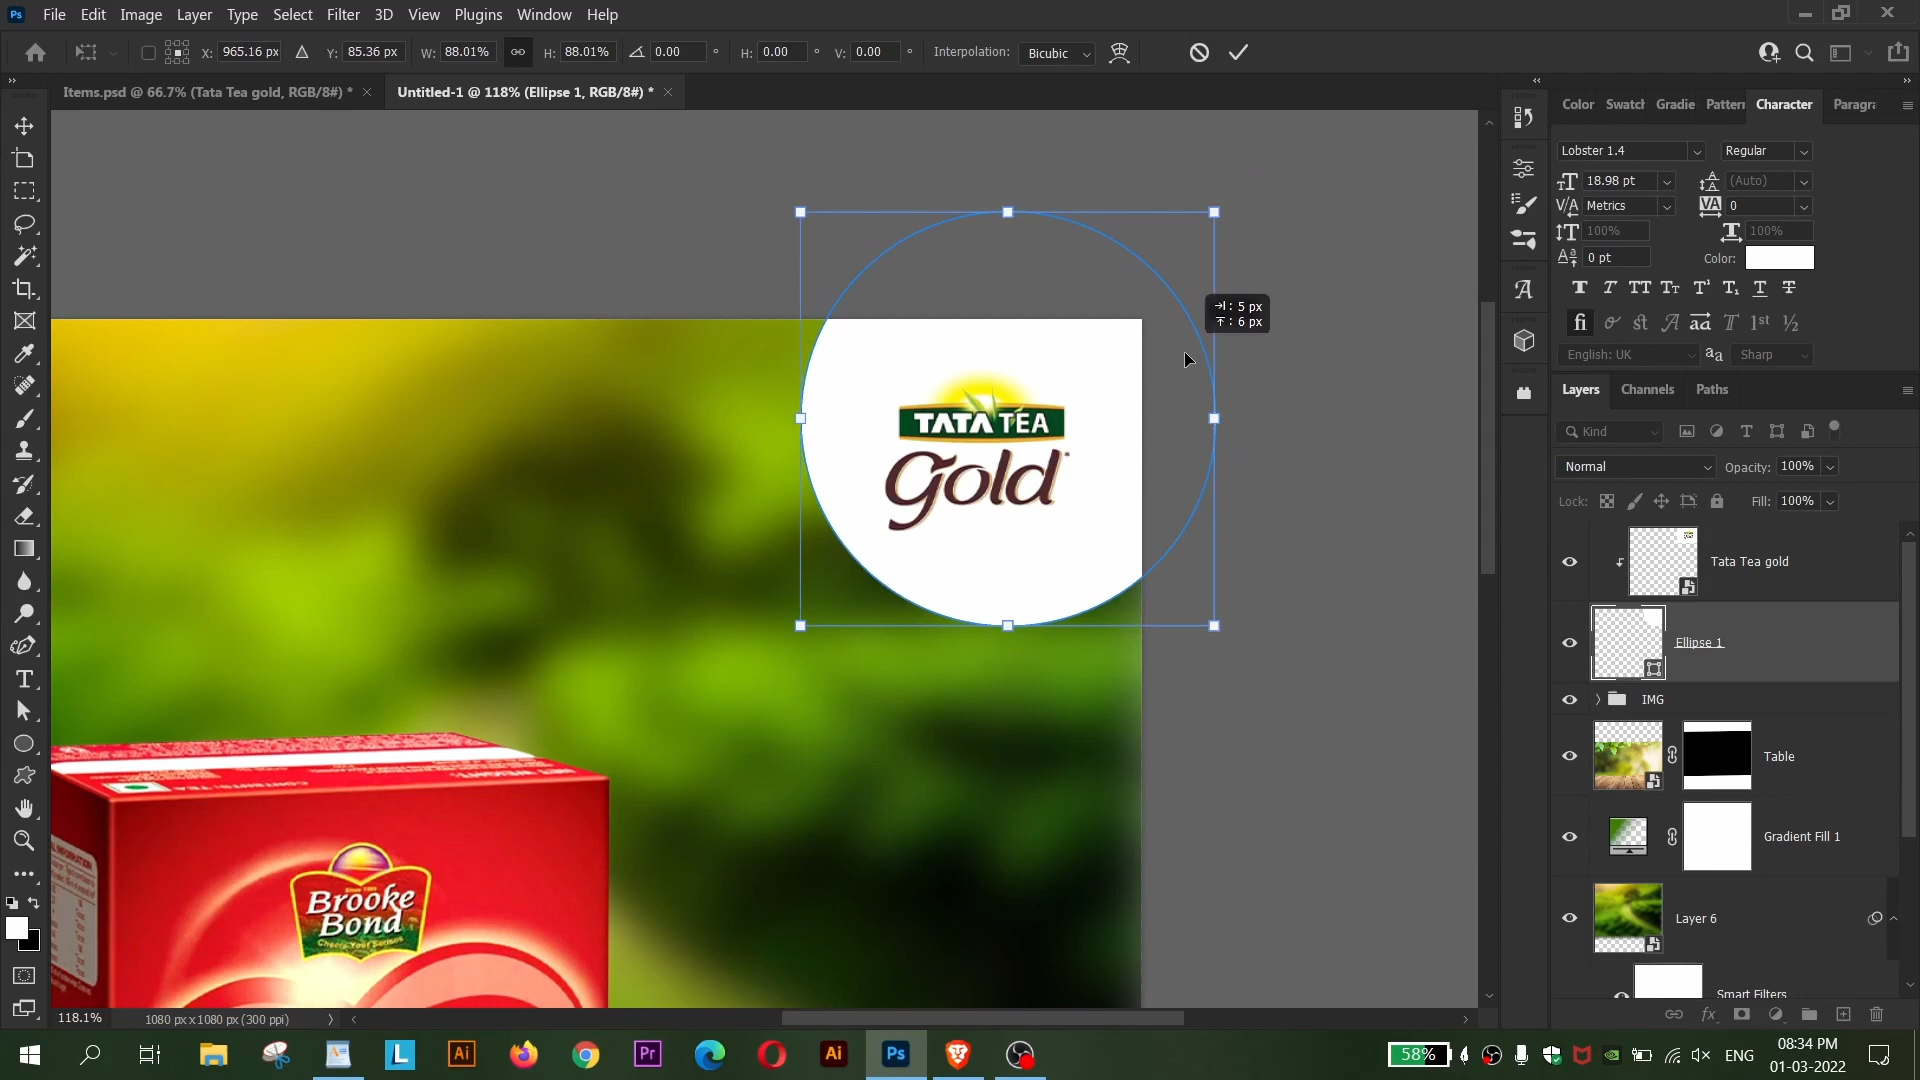 Ps File Edit Image Layer Type Select Filter 3D View Plugins Window Help
X: 965.16 px Y: 85.36 px W: 88.01% H: 88.01% 0.00 ° H: 0.00 ° V: 0.00 ° Interpolation: Bicubic
Items.psd @ 66.7% (Tata Tea gold, RGB/8#) * Untitled-1 @ 118% (Ellipse 1, RGB/8#) *
Color Swatch Gradie Pattern Character Paragra
Lobster 1.4 Regular
18.98 pt (Auto)
Metrics 0
100% 100%
0 pt Color:
English: UK Sharp
: 5 px
: 6 px
TATA TEA
Gold
Layers Channels Paths
Kind
Normal Opacity: 100%
Lock: Fill: 100%
Tata Tea gold
Ellipse 1
IMG
Table
Gradient Fill 1
Layer 6
Smart Filters
Brooke
Bond
118.1% 1080 px x 1080 px (300 ppi)
L Ai Pr Ai Ps
58% ENG 08:34 PM
01-03-2022